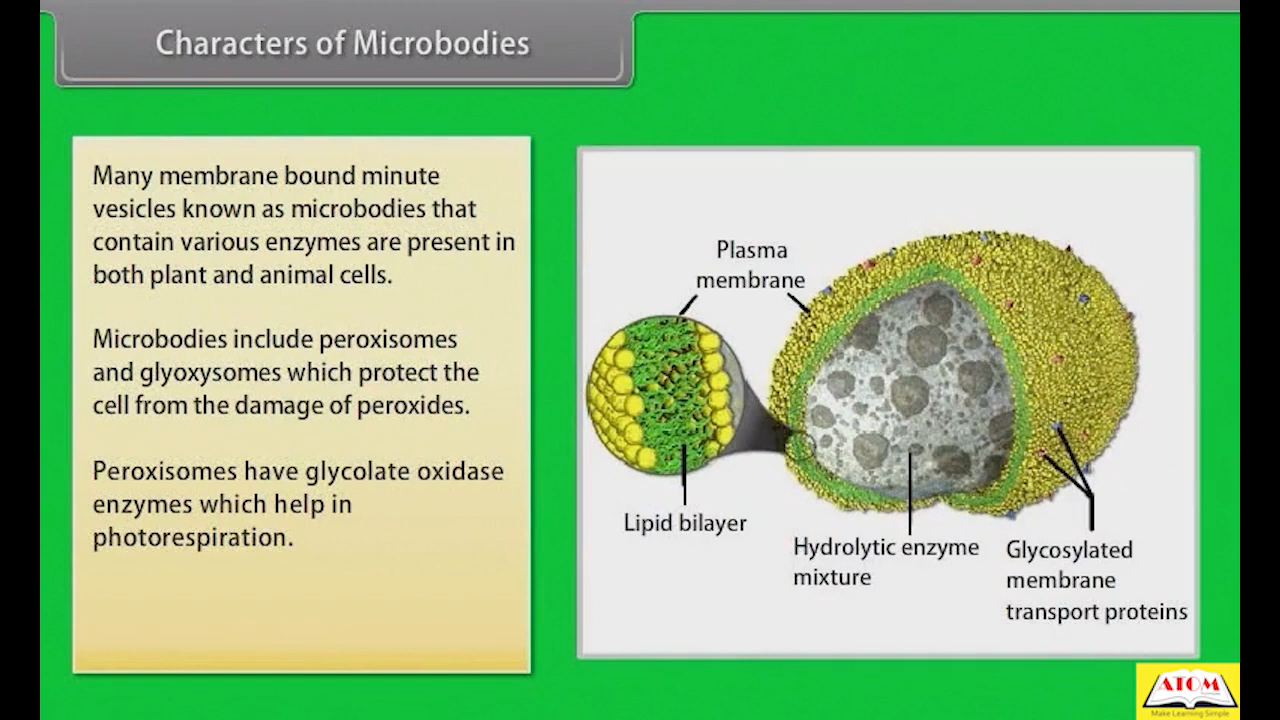 Characters of Microbodies
Many membrane bound minute
vesicles known as microbodies that
contain various enzymes are present in
both plant and animal cells.
Microbodies include peroxisomes
and glyoxysomes which protect the
cell from the damage of peroxides.
Peroxisomes have glycolate oxidase
enzymes which help in
photorespiration.
Plasma
membrane
Lipid bilayer
Hydrolytic enzyme
mixture
Glycosylated
membrane
transport proteins
ATOM
Make Learning Simple